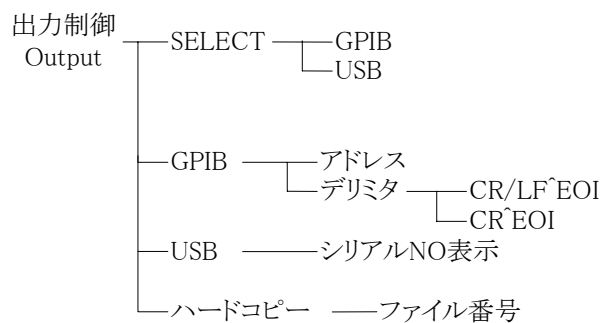 出力制御
Output
SELECT
GPIB
USB
GPIB
アドレス
デリミタ
CR/LF^EOI
CR^EOI
USB
シリアルNO表示
ハードコピー
ファイル番号